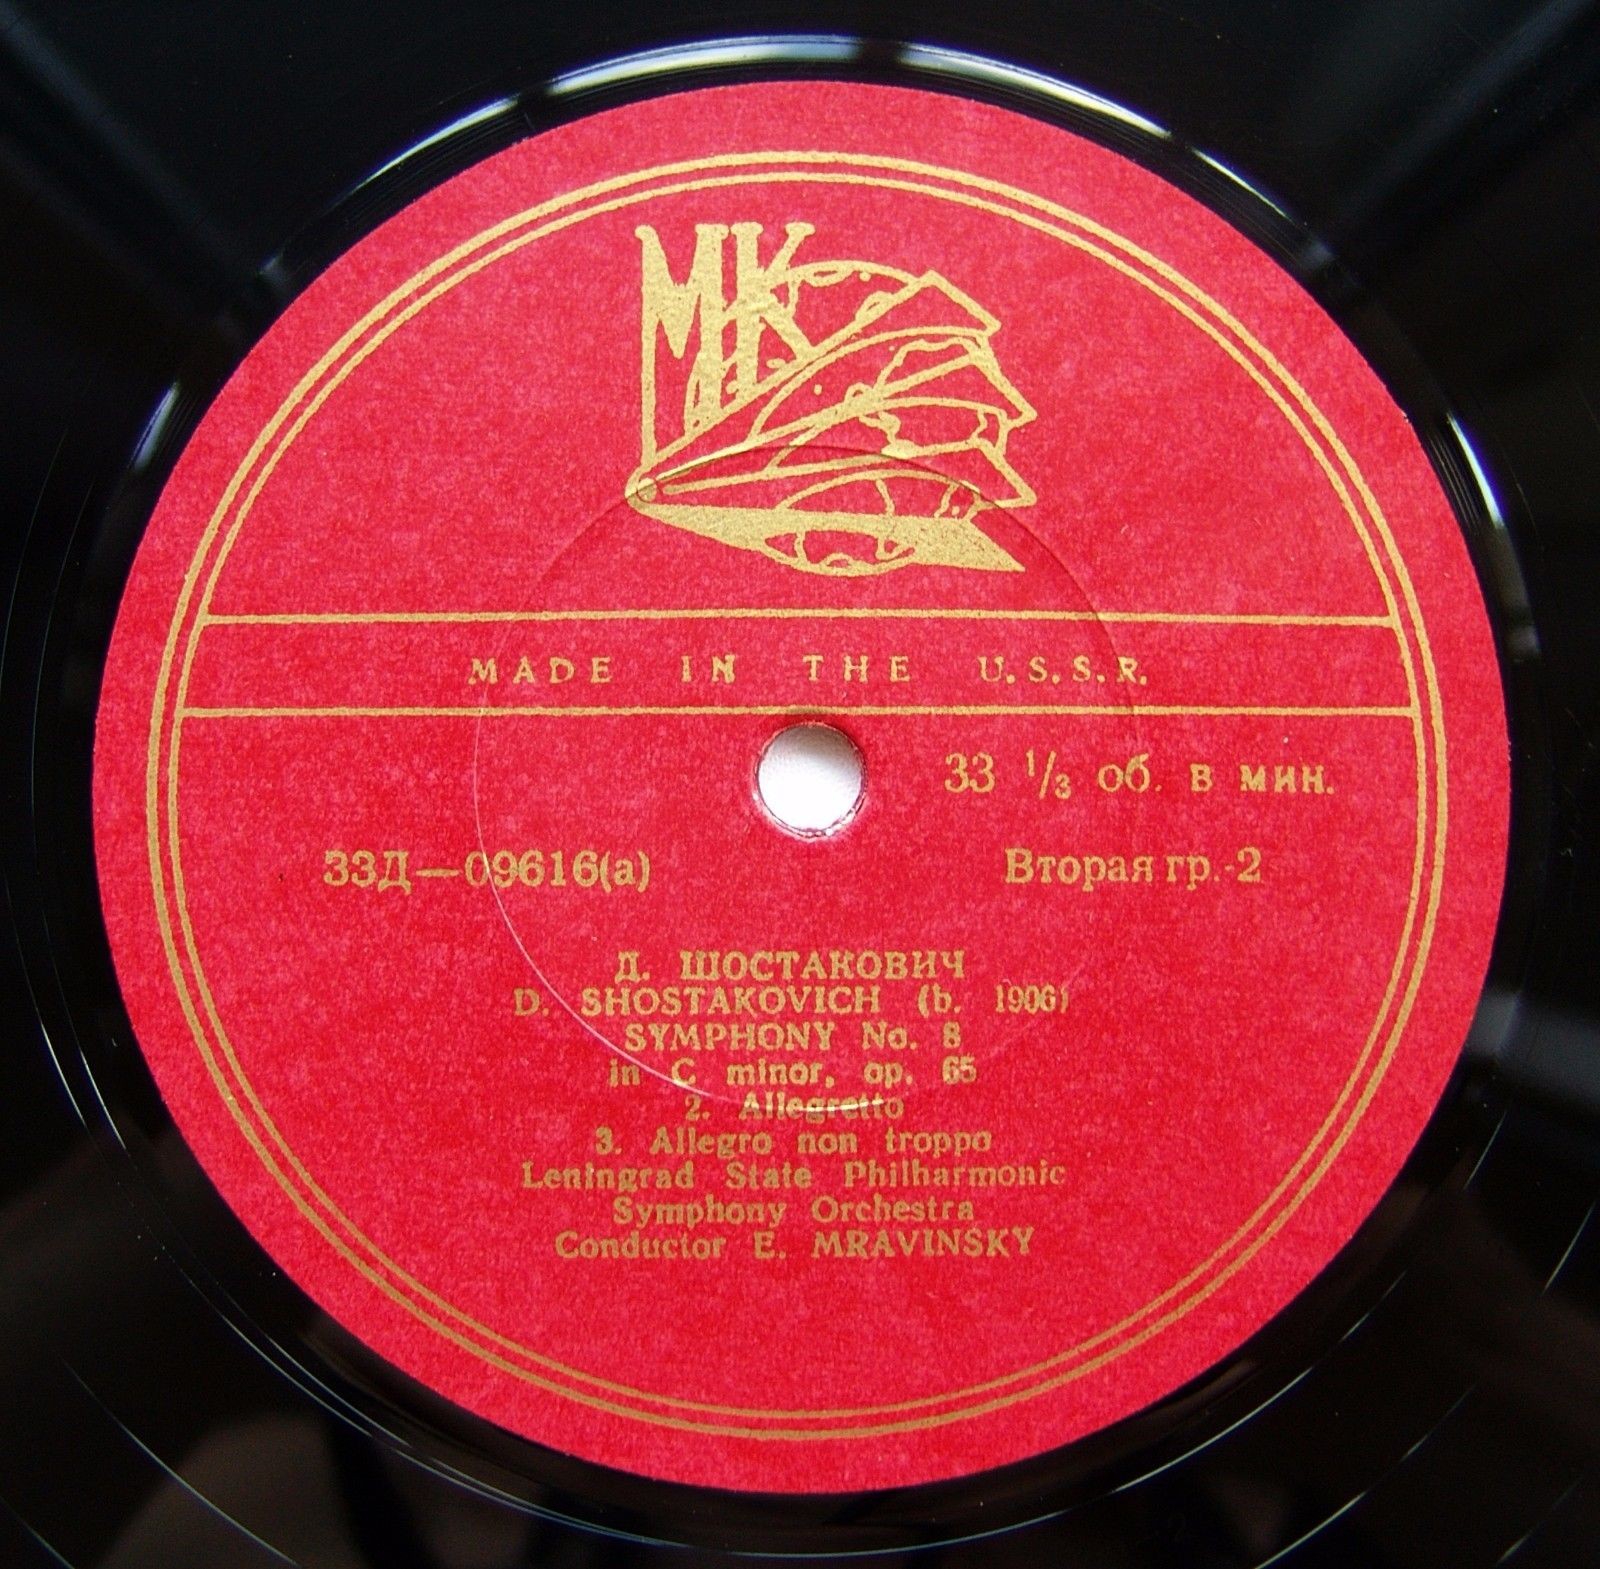 МК
MADE IN THE U.S.S.R.
33 1/3 об. в мин.
33Д—09616(а)
Вторая гр.-2
Д. ШОСТАКОВИЧ
D. SHOSTAKOVICH (b. 1906)
SYMPHONY No. 8
in C minor, op. 65
2. Allegretto
3. Allegro non troppo
Leningrad State Philharmonic
Symphony Orchestra
Conductor E. MRAVINSKY